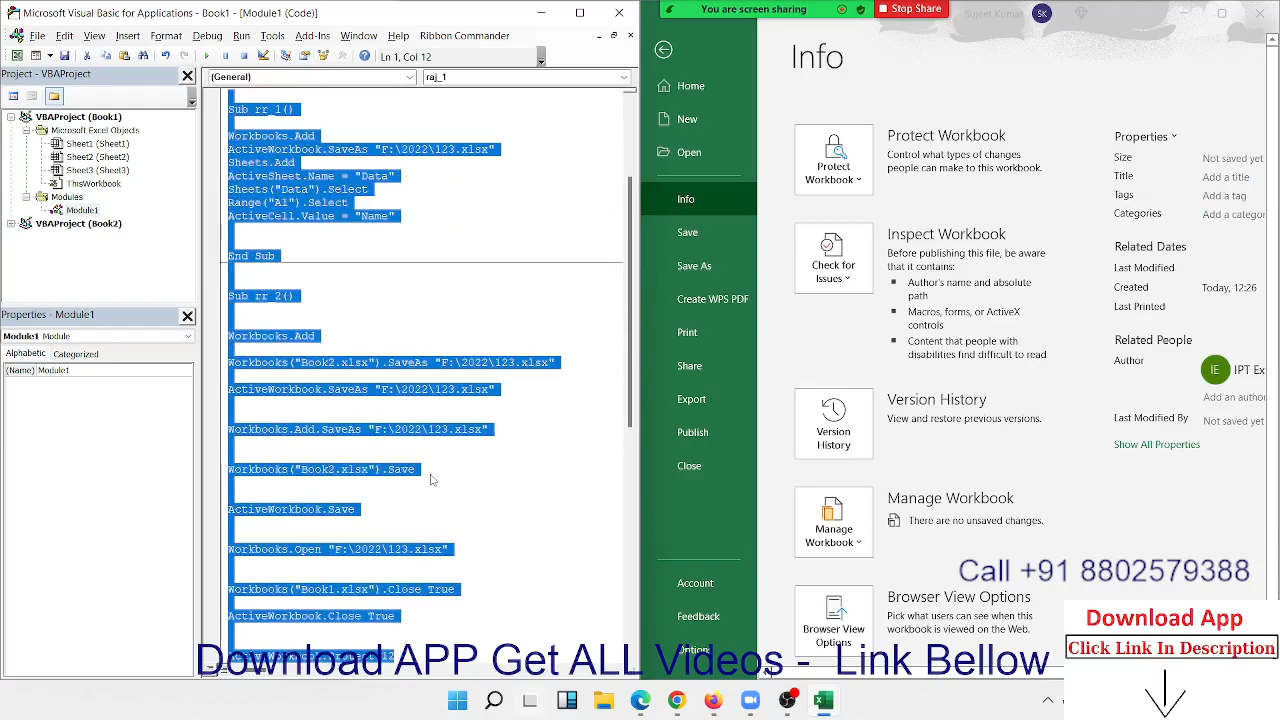 Microsoft Visual Basic for Applications - Book1 - [Module1 (Code)]
File Edit View Insert Format Debug Run Tools Add-Ins Window Help Ribbon Commander
Ln 1, Col 12
Project - VBAProject
VBAProject (Book1)
Microsoft Excel Objects
Sheet1 (Sheet1)
Sheet2 (Sheet2)
Sheet3 (Sheet3)
ThisWorkbook
Modules
Module1
VBAProject (Book2)
Properties - Module1
Module1 Module
Alphabetic Categorized
(Name) Module1
(General) raj_1
Sub rr_1()
Workbooks.Add
ActiveWorkbook.SaveAs "F:\2022\123.xlsx"
Sheets.Add
ActiveSheet.Name = "Data"
Sheets("Data").Select
Range("A1").Select
ActiveCell.Value = "Name"
End Sub
Sub rr_2()
Workbooks.Add
Workbooks("Book2.xlsx").SaveAs "F:\2022\123.xlsx"
ActiveWorkbook.SaveAs "F:\2022\123.xlsx"
Workbooks.Add.SaveAs "F:\2022\123.xlsx"
Workbooks("Book2.xlsx").Save
ActiveWorkbook.Save
Workbooks.Open "F:\2022\123.xlsx"
Workbooks("Book1.xlsx").Close True
ActiveWorkbook.Close True
You are screen sharing
Stop Share
Sujeet Kumar SK
Home
New
Open
Info
Save
Save As
Create WPS PDF
Print
Share
Export
Publish
Close
Account
Feedback
Options
Info
Protect Workbook
Protect Workbook
Control what types of changes people can make to this workbook.
Check for Issues
Inspect Workbook
Before publishing this file, be aware that it contains:
Author's name and absolute path
Macros, forms, or ActiveX controls
Content that people with disabilities find difficult to read
Version History
Version History
View and restore previous versions.
Manage Workbook
Manage Workbook
There are no unsaved changes.
Browser View Options
Browser View Options
Pick what users can see when this workbook is viewed on the Web.
Properties
Size Not saved yet
Title Add a title
Tags Add a tag
Categories Add a categor
Related Dates
Last Modified
Created Today, 12:26
Last Printed
Related People
Author
IE IPT Ex
Add an author
Last Modified By Not saved yet
Show All Properties
Call +91 8802579388
Download App
Click Link In Description
Download APP Get ALL Videos - Link Bellow